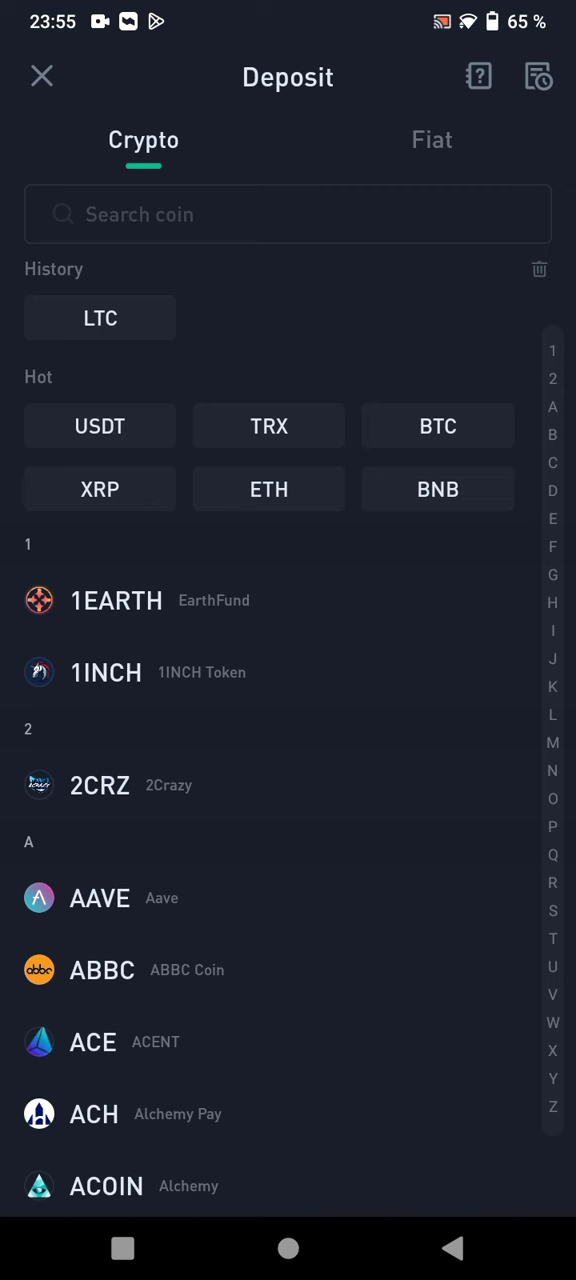 23:55 65 %
Deposit
Crypto Fiat
Search coin
History
LTC
Hot
USDT TRX BTC
XRP ETH BNB
1
1EARTH EarthFund
1INCH 1INCH Token
2
2CRZ 2Crazy
A
AAVE Aave
ABBC ABBC Coin
ACE ACENT
ACH Alchemy Pay
ACOIN Alchemy
1
2
A
B
C
D
E
F
G
H
I
J
K
L
M
N
O
P
Q
R
S
T
U
V
W
X
Y
Z